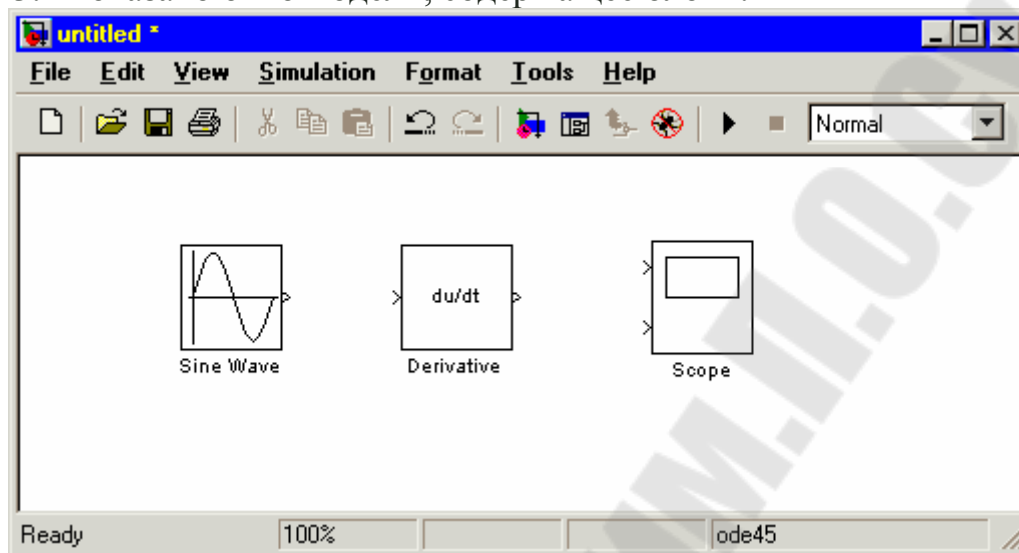 untitled *
File Edit View Simulation Format Tools Help
Normal
du/dt
Sine Wave
Derivative
Scope
Ready 100% ode45